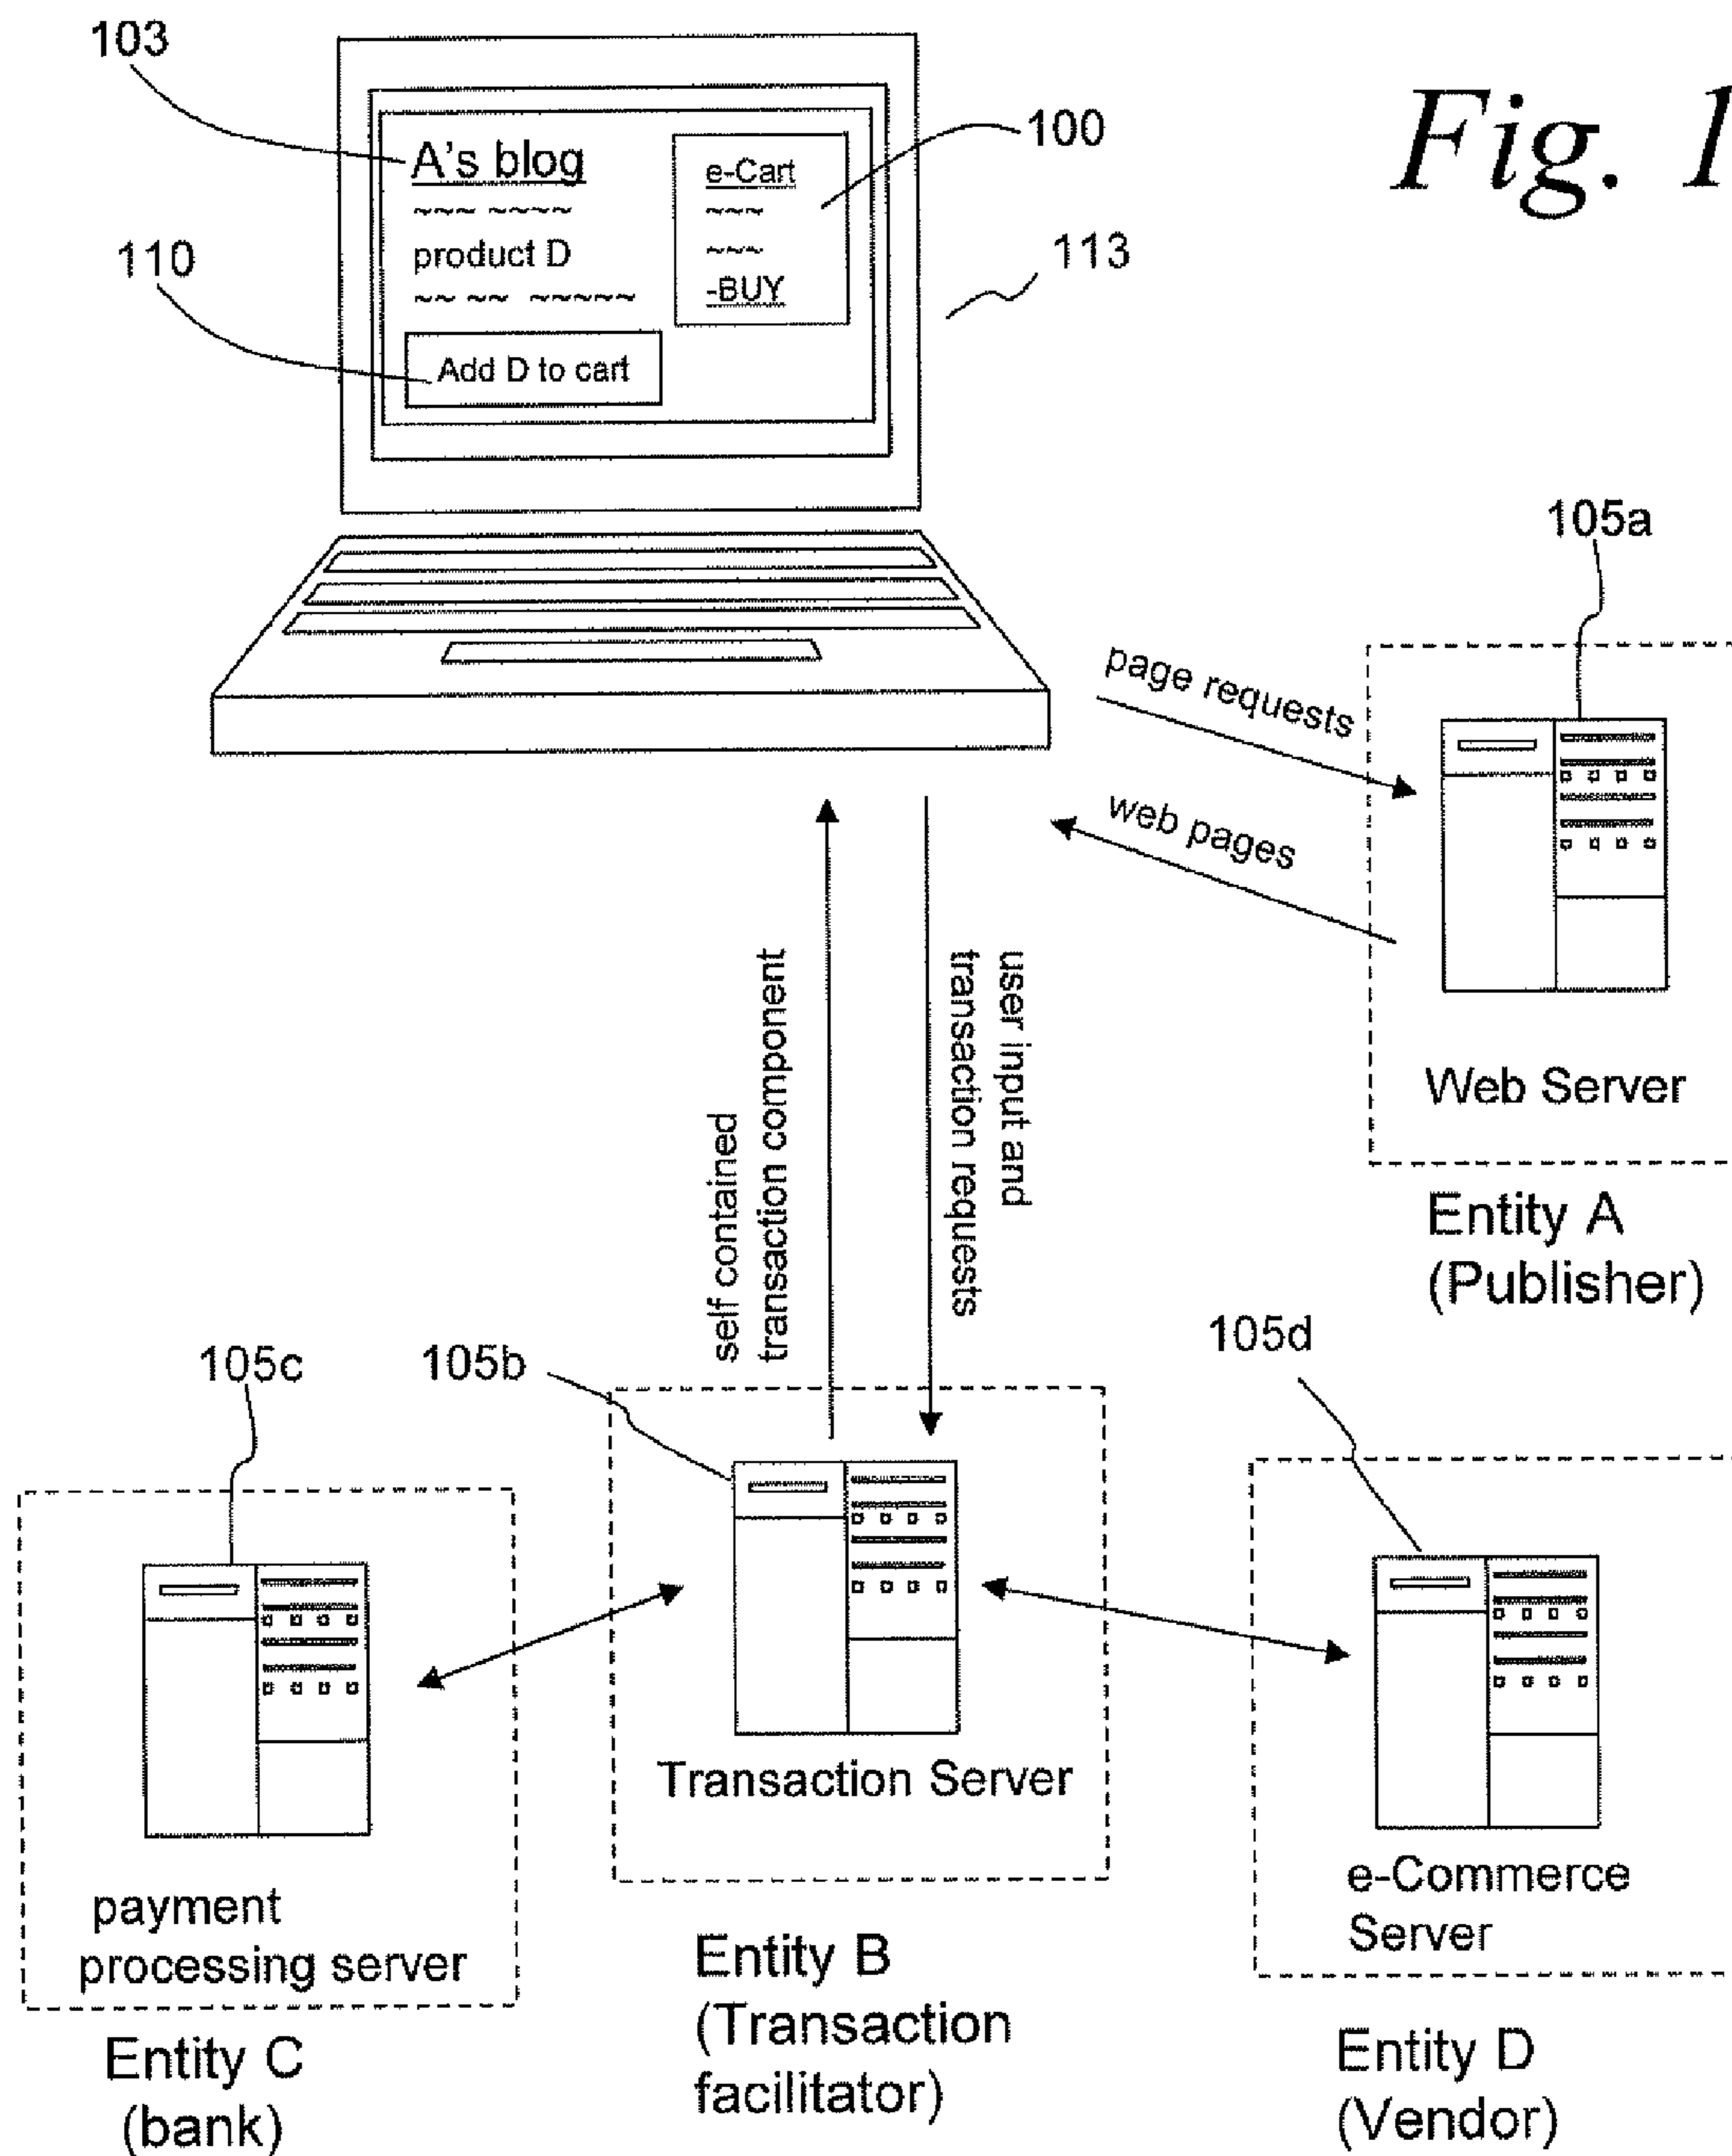 Fig. 1
103
100
A's blog
e-Cart
~~~ ~~~~
~~~
110
product D
~~~
113
~~ ~~ ~~~~~
-BUY
Add D to cart
105a
page requests
web pages
Web Server
Entity A
(Publisher)
self contained
transaction component
user input and
transaction requests
105c
105b
105d
payment
processing server
Entity C
(bank)
Transaction Server
Entity B
(Transaction
facilitator)
e-Commerce
Server
Entity D
(Vendor)